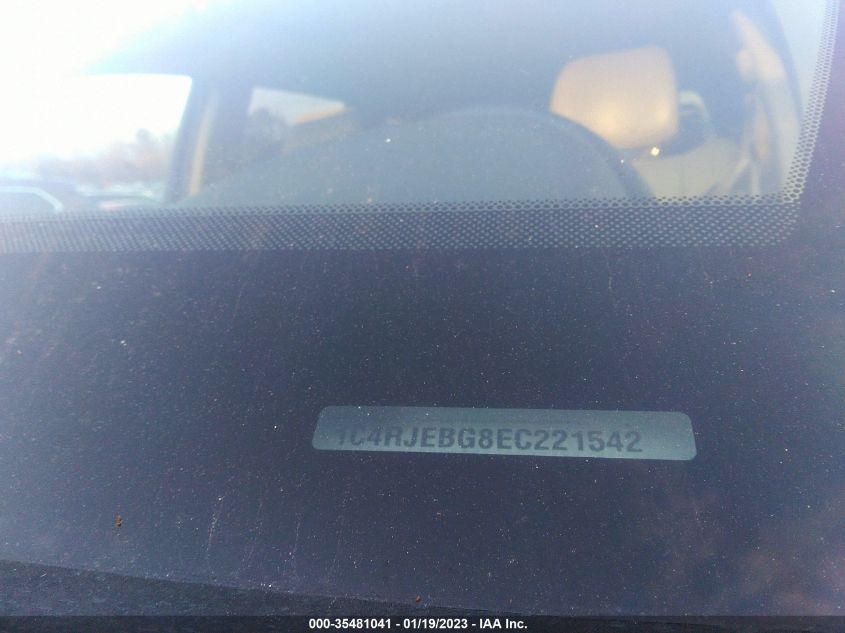 1C4RJEBG8EC221542
000-35481041 - 01/19/2023 - IAA Inc.